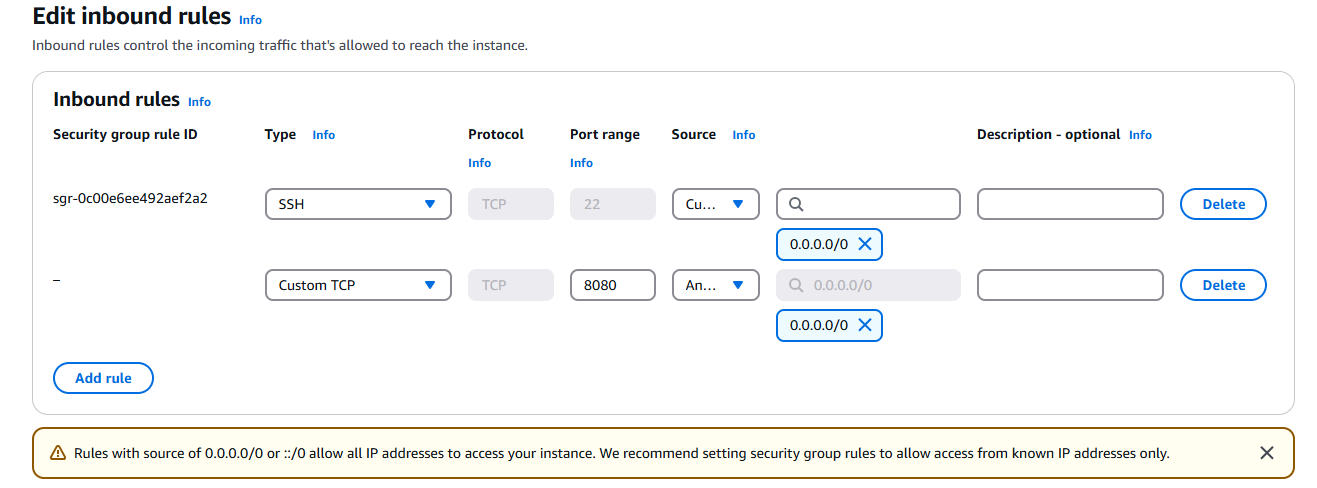 Edit inbound rules Info
Inbound rules control the incoming traffic that's allowed to reach the instance.
Inbound rules Info
Security group rule ID Type Info Protocol Info Port range Info Source Info Description - optional Info
sgr-0c00e6ee492aef2a2 SSH TCP 22 Cu... Delete
0.0.0.0/0
– Custom TCP TCP 8080 An... 0.0.0.0/0 Delete
0.0.0.0/0
Add rule
Rules with source of 0.0.0.0/0 or ::/0 allow all IP addresses to access your instance. We recommend setting security group rules to allow access from known IP addresses only.